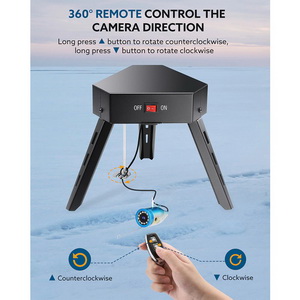 360° REMOTE CONTROL THE
CAMERA DIRECTION
Long press ▲ button to rotate counterclockwise,
long press ▼ button to rotate clockwise
OFF ON
▲ Counterclockwise
▼ Clockwise